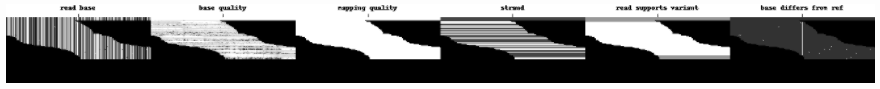 read base
base quality
mapping quality
strand
read supports variant
base differs from ref